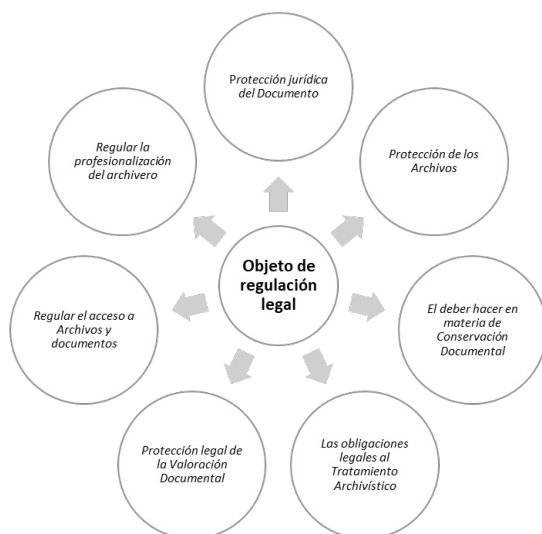 Protección jurídica
del Documento
Regular la
profesionalización
del archivero
Protección de los
Archivos
Objeto de
regulación
legal
Regular el acceso a
Archivos y
documentos
El deber hacer en
materia de
Conservación
Documental
Protección legal de
la Valoración
Documental
Las obligaciones
legales al
Tratamiento
Archivístico